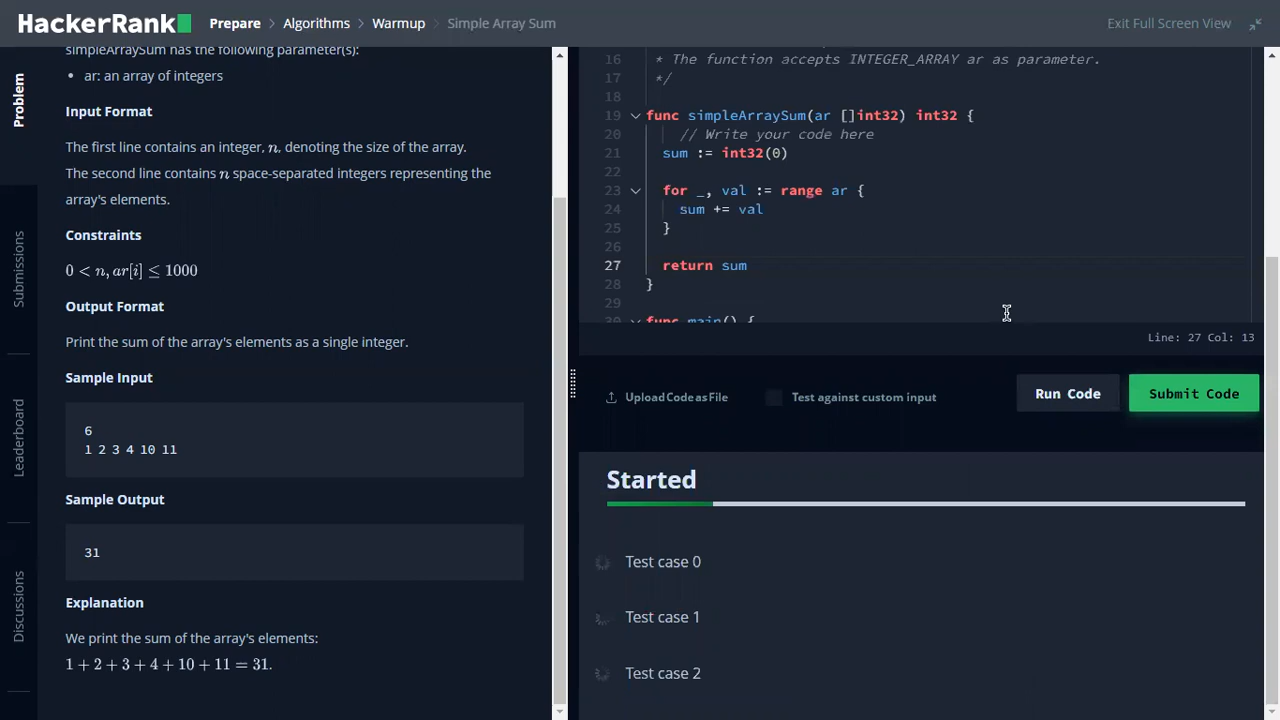 HackerRank
Prepare > Algorithms > Warmup > Simple Array Sum
Exit Full Screen View
Problem
Submissions
Leaderboard
Discussions
simpleArraySum has the following parameter(s):
• ar: an array of integers
Input Format
The first line contains an integer, n, denoting the size of the array.
The second line contains n space-separated integers representing the
array's elements.
Constraints
0 < n, ar[i] ≤ 1000
Output Format
Print the sum of the array's elements as a single integer.
Sample Input
6
1 2 3 4 10 11
Sample Output
31
Explanation
We print the sum of the array's elements:
1 + 2 + 3 + 4 + 10 + 11 = 31.
16 * The function accepts INTEGER_ARRAY ar as parameter.
17 */
18
19 func simpleArraySum(ar []int32) int32 {
20 // Write your code here
21 sum := int32(0)
22
23 for _, val := range ar {
24 sum += val
25 }
26
27 return sum
28 }
29
30 func main() {
Line: 27 Col: 13
Upload Code as File
Test against custom input
Run Code
Submit Code
Started
Test case 0
Test case 1
Test case 2